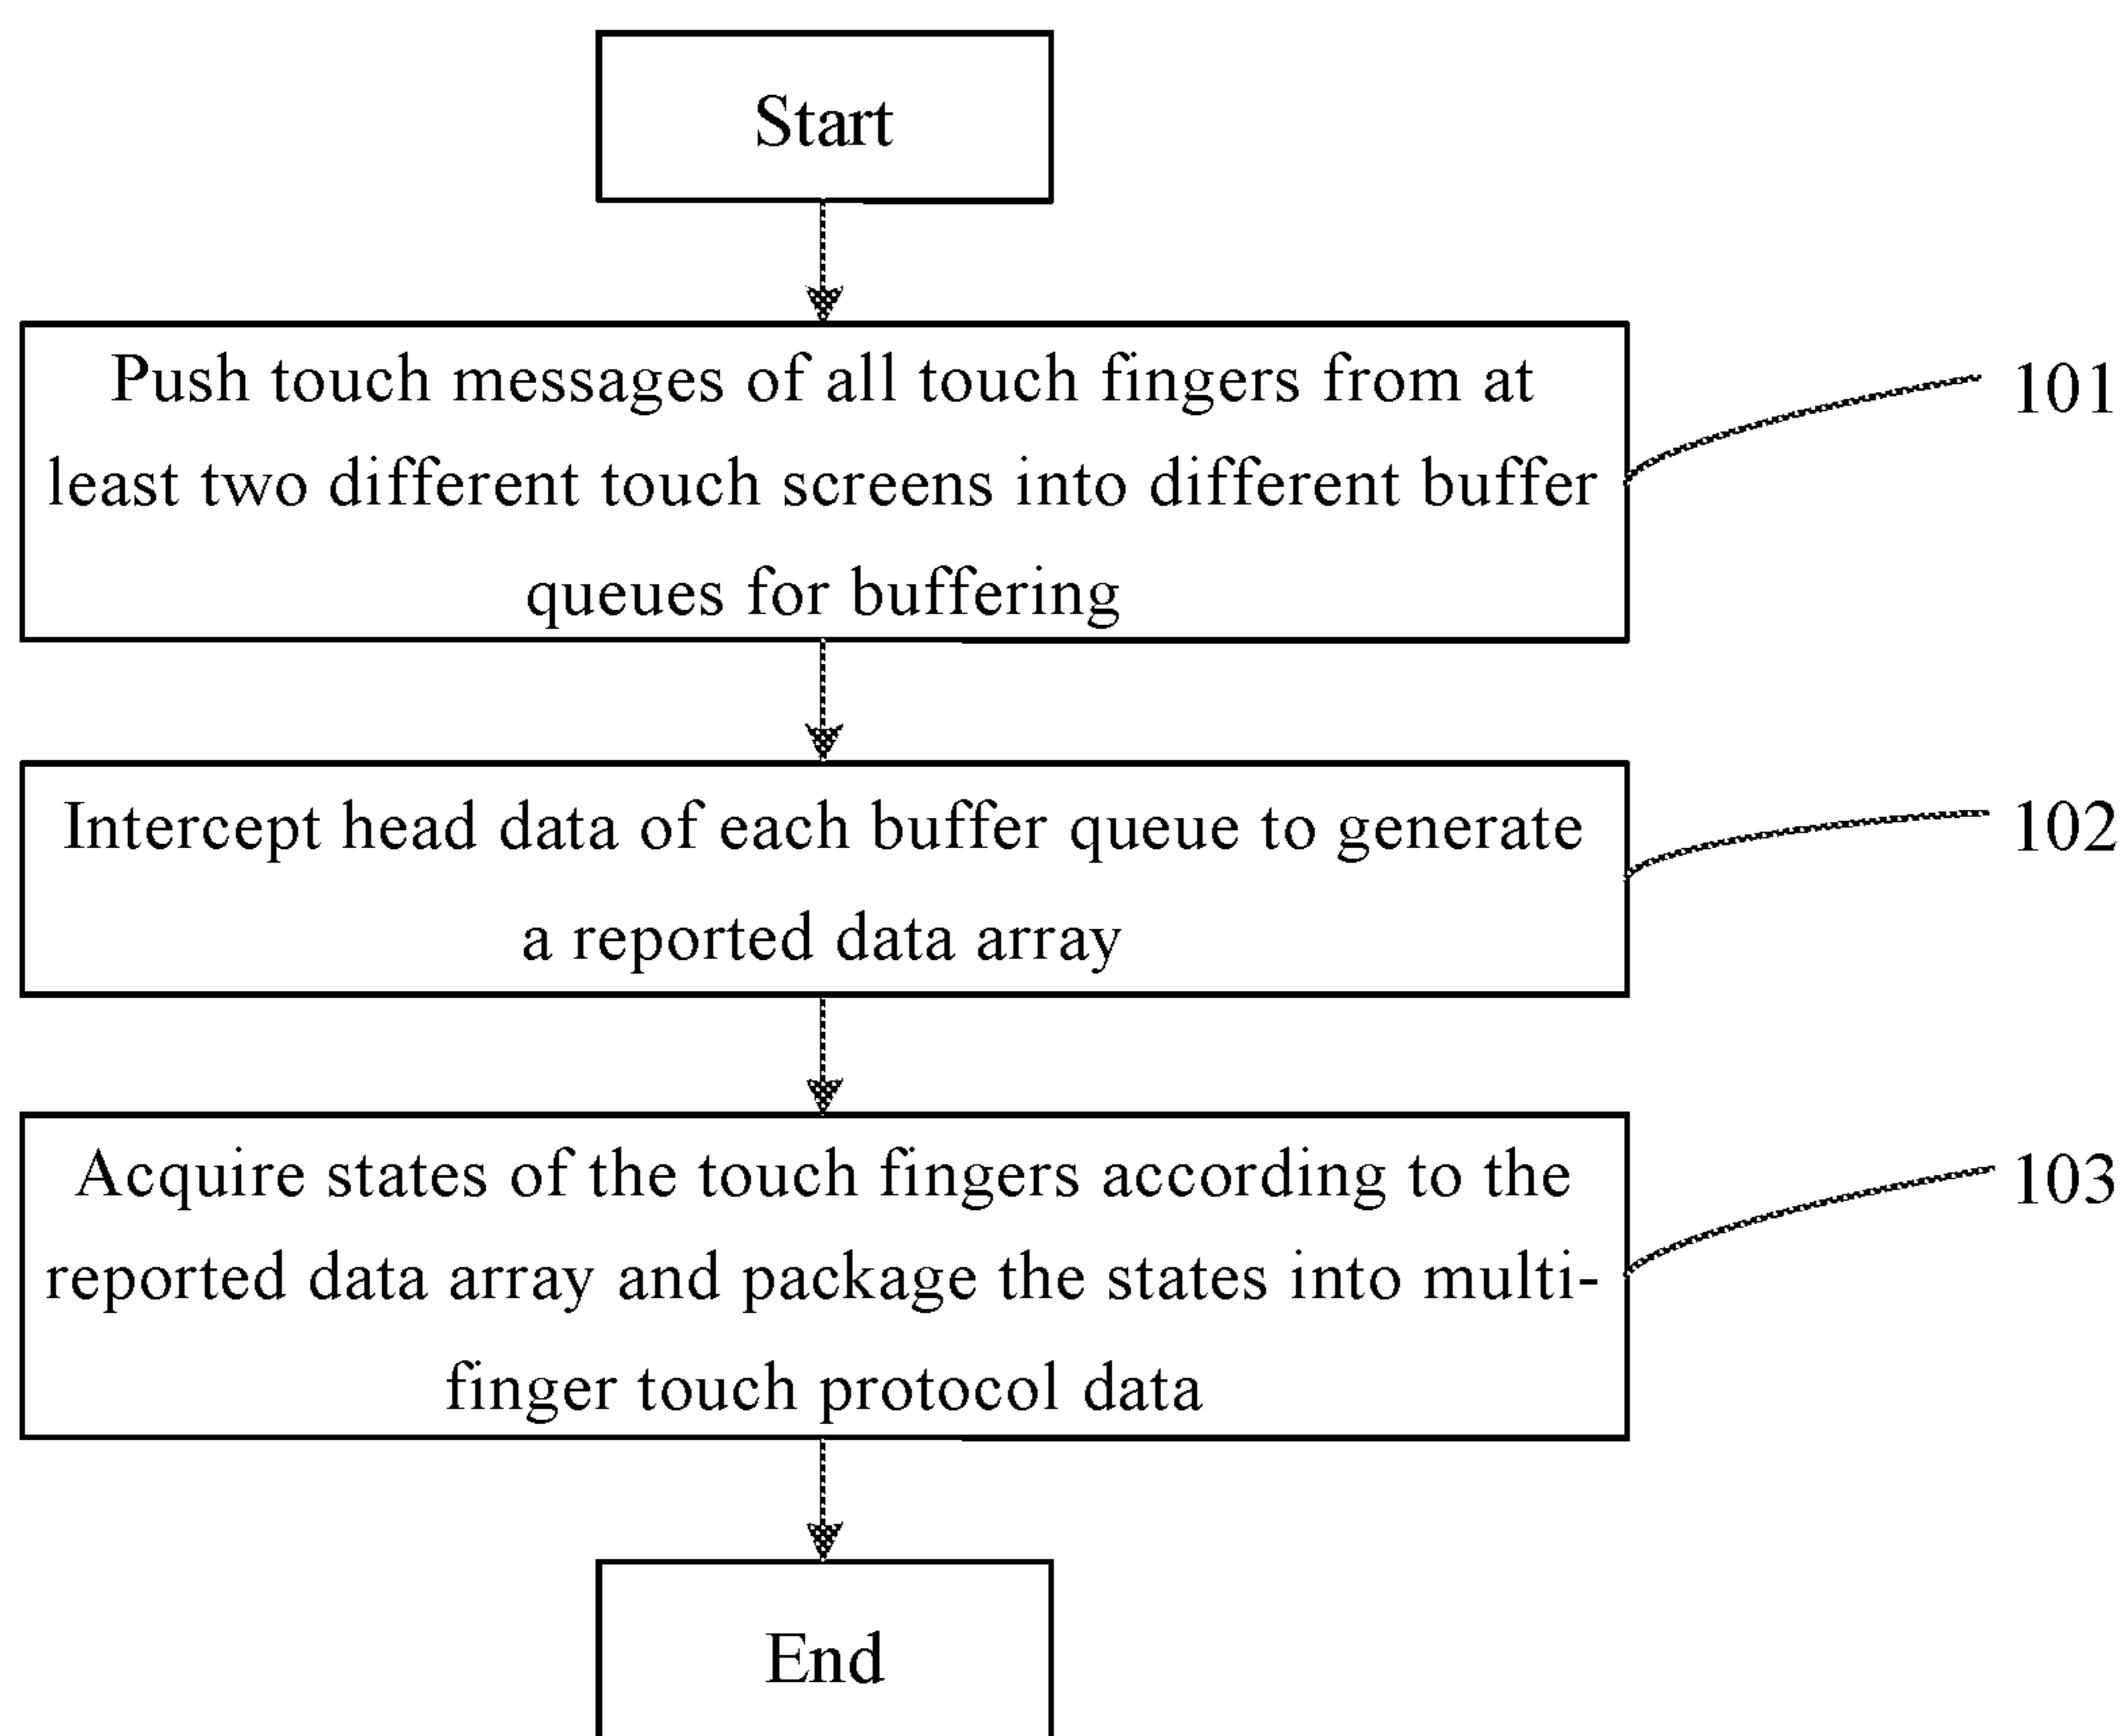 Start
Push touch messages of all touch fingers from at
least two different touch screens into different buffer
queues for buffering
101
Intercept head data of each buffer queue to generate
a reported data array
102
Acquire states of the touch fingers according to the
reported data array and package the states into multi-
finger touch protocol data
103
End